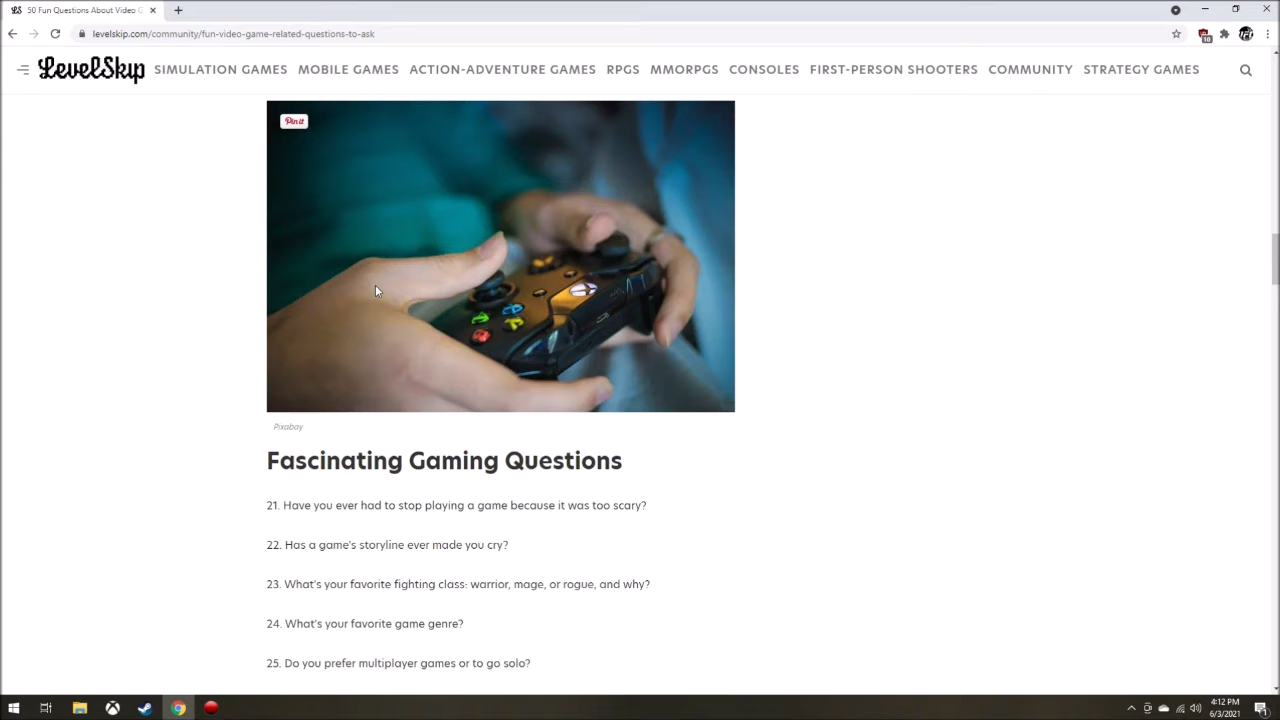 50 Fun Questions About Video G
levelskip.com/community/fun-video-game-related-questions-to-ask
10
LevelSkip SIMULATION GAMES MOBILE GAMES ACTION-ADVENTURE GAMES RPGS MMORPGS CONSOLES FIRST-PERSON SHOOTERS COMMUNITY STRATEGY GAMES
Pin it
Pixabay
Fascinating Gaming Questions
21. Have you ever had to stop playing a game because it was too scary?
22. Has a game's storyline ever made you cry?
23. What's your favorite fighting class: warrior, mage, or rogue, and why?
24. What's your favorite game genre?
25. Do you prefer multiplayer games or to go solo?
4:12 PM
6/3/2021
1